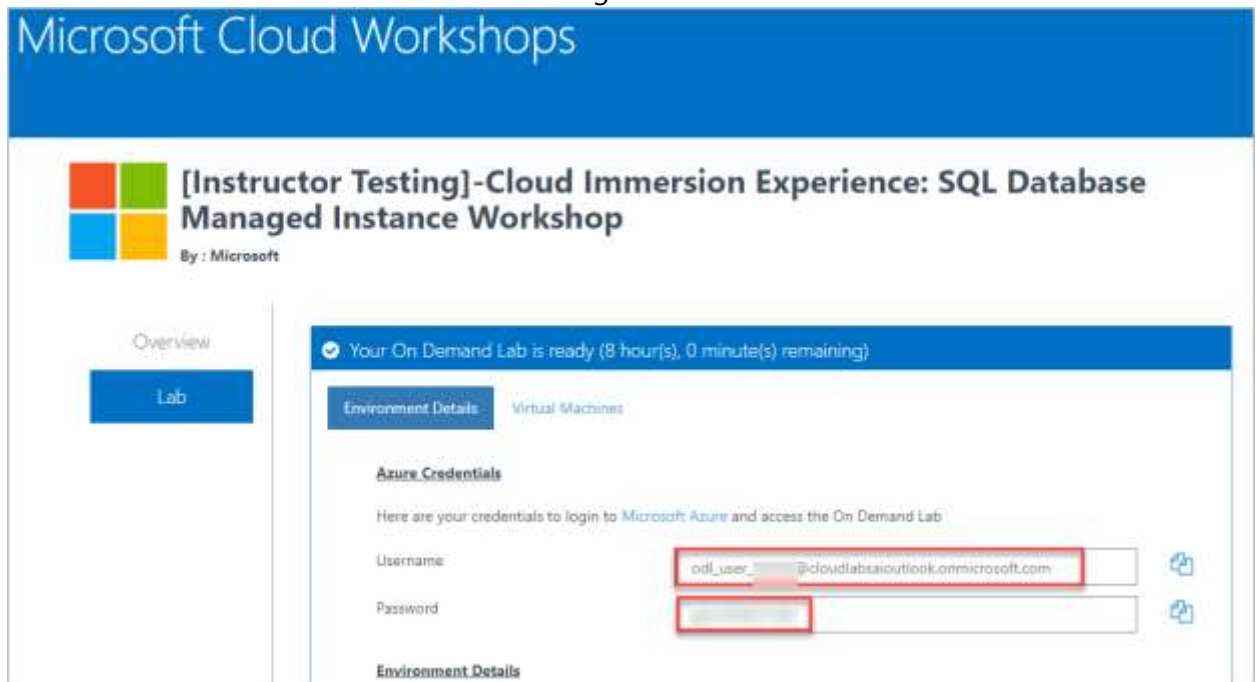 Microsoft Cloud Workshops
[Instructor Testing]-Cloud Immersion Experience: SQL Database
Managed Instance Workshop
By : Microsoft
Overview
Your On Demand Lab is ready (8 hour(s), 0 minute(s) remaining)
Lab
Environment Details Virtual Machines
Azure Credentials
Here are your credentials to login to Microsoft Azure and access the On Demand Lab
Username
odl_user_ @cloudlabsaioutlook.onmicrosoft.com
Password
Environment Details